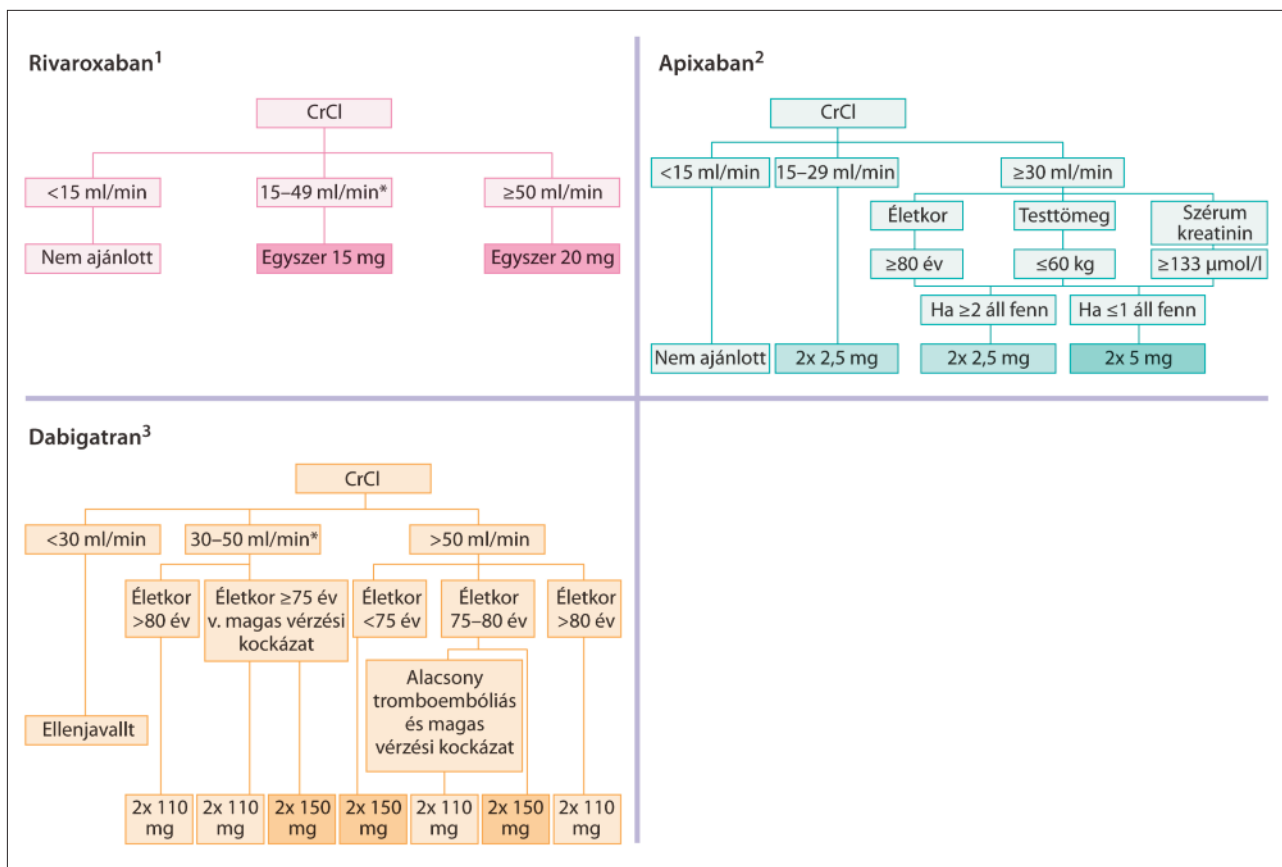 Rivaroxaban¹
CrCl
<15 ml/min
15–49 ml/min*
≥50 ml/min
Nem ajánlott
Egyszer 15 mg
Egyszer 20 mg
Apixaban²
CrCl
<15 ml/min
15–29 ml/min
≥30 ml/min
Életkor
Testtömeg
Szérum
kreatinin
≥80 év
≤60 kg
≥133 µmol/l
Ha ≥2 áll fenn
Ha ≤1 áll fenn
Nem ajánlott
2x 2,5 mg
2x 2,5 mg
2x 5 mg
Dabigatran³
CrCl
<30 ml/min
30–50 ml/min*
>50 ml/min
Életkor
>80 év
Életkor ≥75 év
v. magas vérzési
kockázat
Életkor
<75 év
Életkor
75–80 év
Életkor
>80 év
Alacsony
tromboembóliás
és magas
vérzési kockázat
Ellenjavallt
2x 110
mg
2x 110
mg
2x 150
mg
2x 150
mg
2x 110
mg
2x 150
mg
2x 110
mg